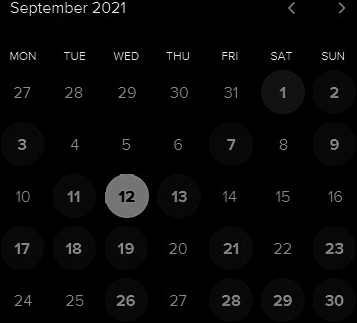 September 2021
MON TUE WED THU FRI SAT SUN
27 28 29 30 31 1 2
3 4 5 6 7 8 9
10 11 12 13 14 15 16
17 18 19 20 21 22 23
24 25 26 27 28 29 30